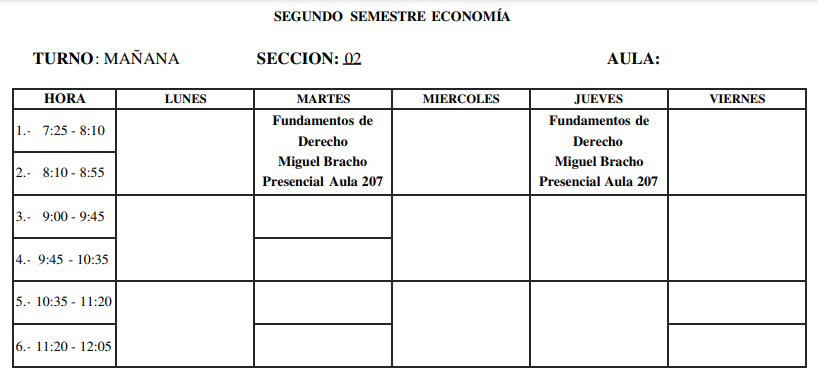 SEGUNDO SEMESTRE ECONOMÍA
TURNO: MAÑANA SECCION: 02 AULA:
HORA LUNES MARTES MIERCOLES JUEVES VIERNES
1.- 7:25 - 8:10
2.- 8:10 - 8:55
Fundamentos de
Derecho
Miguel Bracho
Presencial Aula 207
Fundamentos de
Derecho
Miguel Bracho
Presencial Aula 207
3.- 9:00 - 9:45
4.- 9:45 - 10:35
5.- 10:35 - 11:20
6.- 11:20 - 12:05